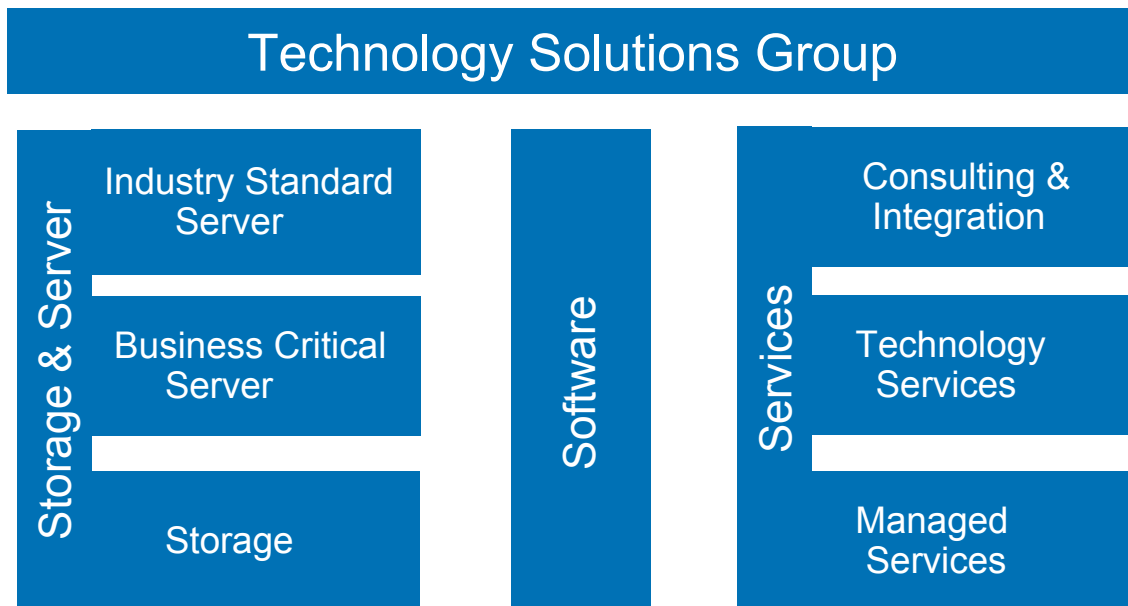 Technology Solutions Group
Storage & Server
Industry Standard
Server
Business Critical
Server
Storage
Software
Services
Consulting &
Integration
Technology
Services
Managed
Services